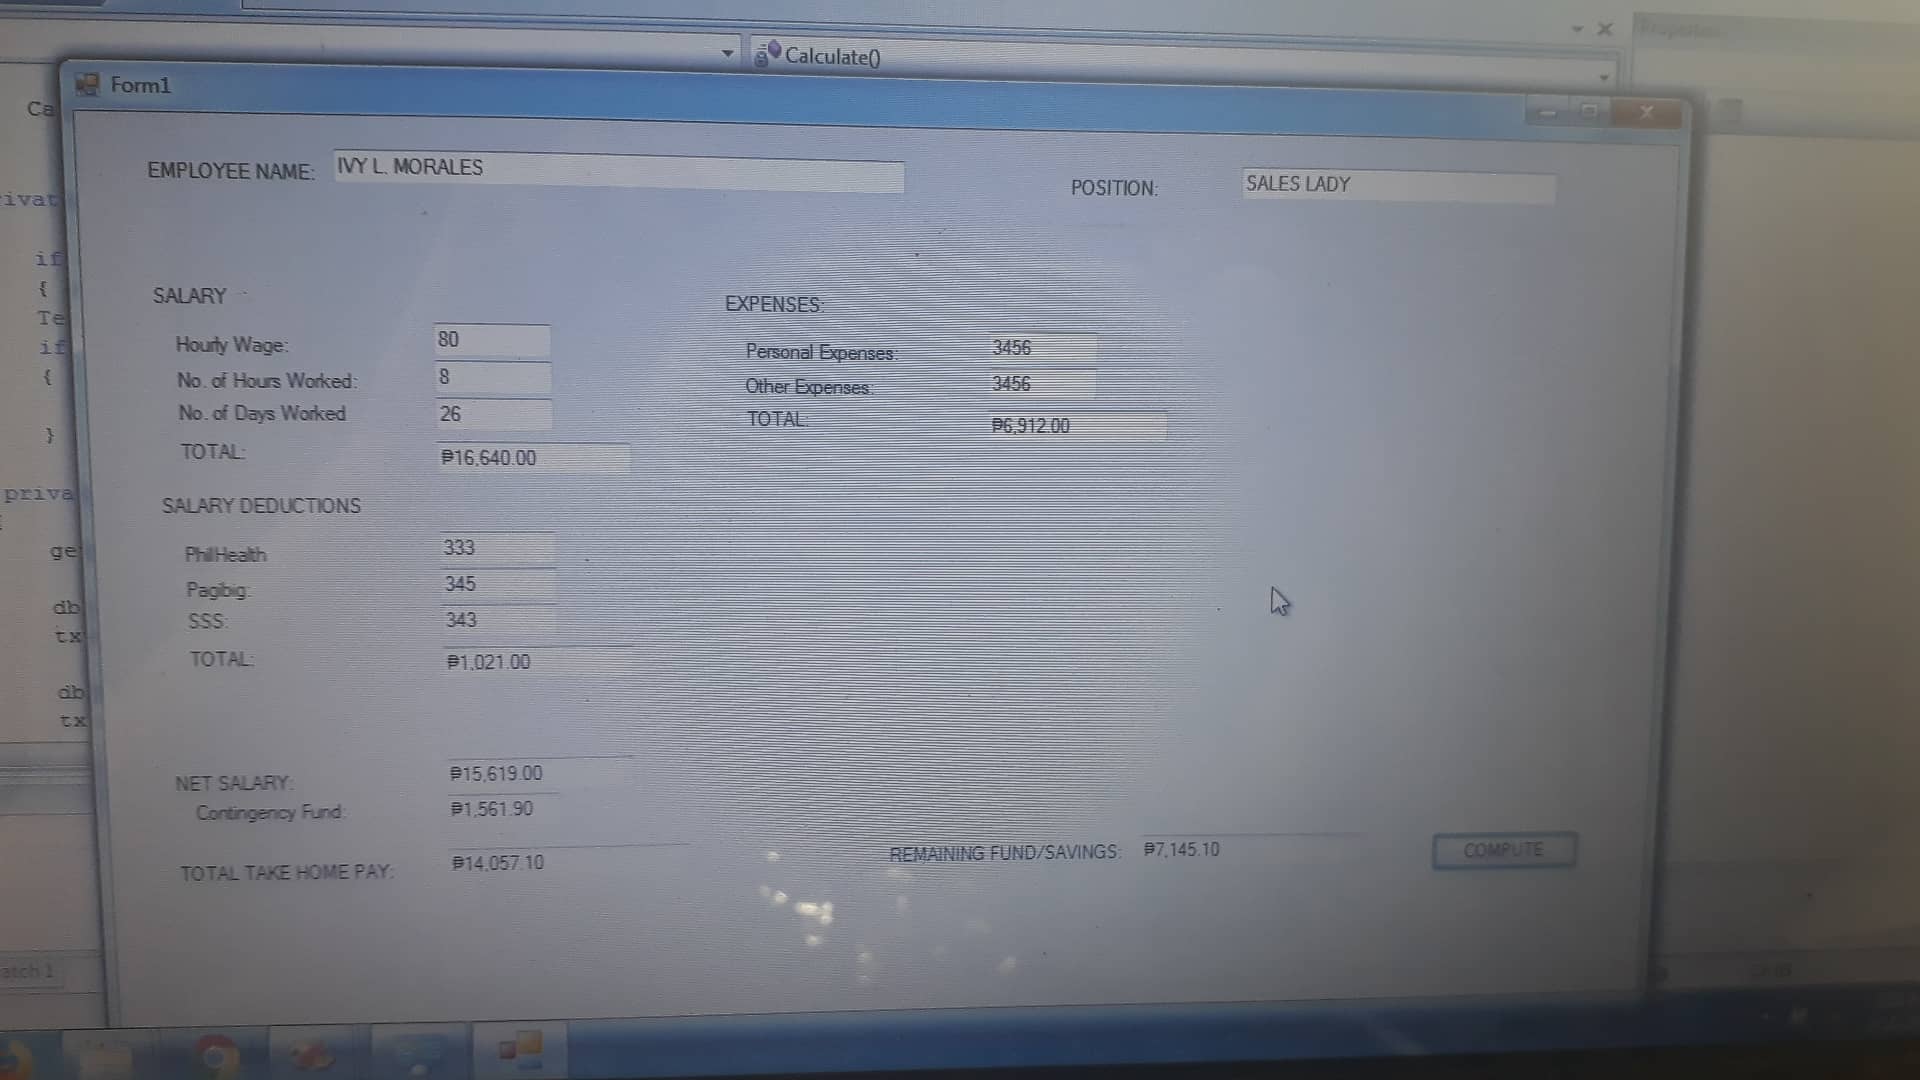 Properties
Calculate()
Form1
Ca
EMPLOYEE NAME: IVY L. MORALES
POSITION: SALES LADY
ivat
if
{
SALARY
EXPENSES:
Te
Hourly Wage: 80
Personal Expenses: 3456
if
{
No. of Hours Worked: 8
Other Expenses: 3456
No. of Days Worked 26
TOTAL: ₱6,912.00
}
TOTAL: ₱16,640.00
priva
SALARY DEDUCTIONS
ge
PhilHealth 333
Pagibig: 345
db
SSS: 343
tx
TOTAL: ₱1,021.00
db
tx
NET SALARY: ₱15,619.00
Contingency Fund: ₱1,561.90
TOTAL TAKE HOME PAY: ₱14,057.10
REMAINING FUND/SAVINGS: ₱7,145.10
COMPUTE
atch 1